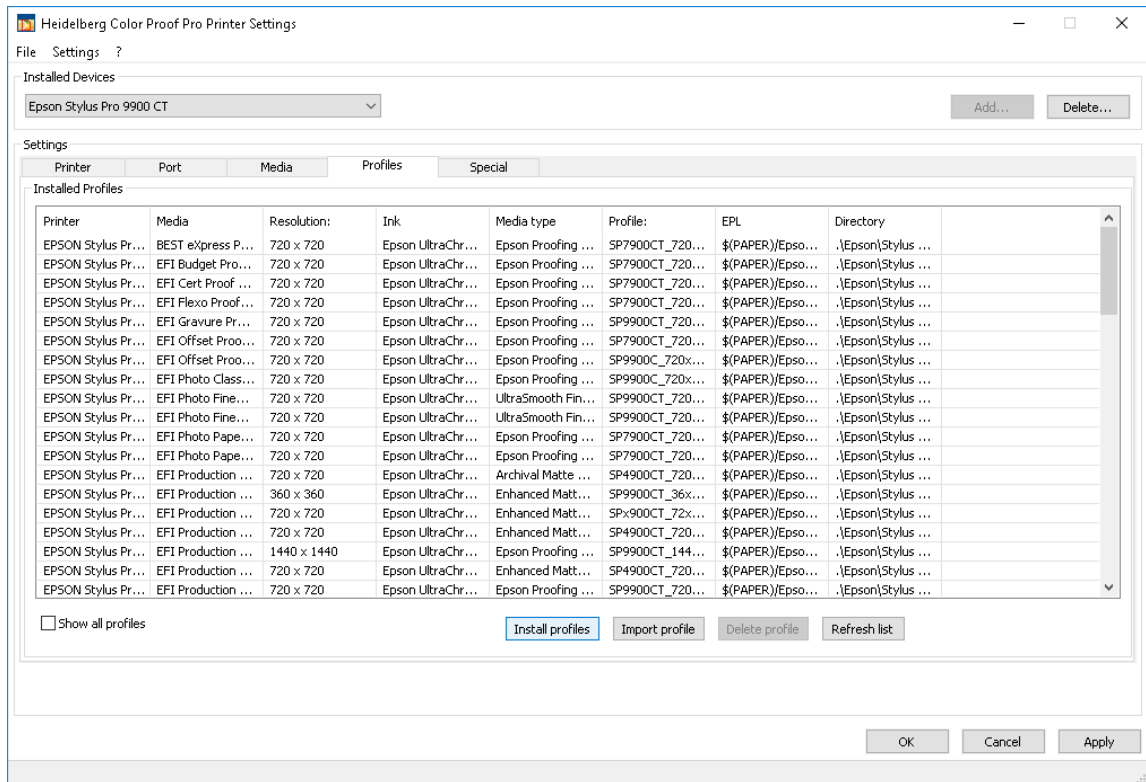 Heidelberg Color Proof Pro Printer Settings
File Settings ?
Installed Devices
Epson Stylus Pro 9900 CT Add... Delete...
Settings
Printer Port Media Profiles Special
Installed Profiles
Printer Media Resolution: Ink Media type Profile: EPL Directory
EPSON Stylus Pr... BEST eXpress P... 720 x 720 Epson UltraChr... Epson Proofing ... SP7900CT_720... $(PAPER)/Epso... .\Epson\Stylus ...
EPSON Stylus Pr... EFI Budget Pro... 720 x 720 Epson UltraChr... Epson Proofing ... SP7900CT_720... $(PAPER)/Epso... .\Epson\Stylus ...
EPSON Stylus Pr... EFI Cert Proof ... 720 x 720 Epson UltraChr... Epson Proofing ... SP7900CT_720... $(PAPER)/Epso... .\Epson\Stylus ...
EPSON Stylus Pr... EFI Flexo Proof... 720 x 720 Epson UltraChr... Epson Proofing ... SP7900CT_720... $(PAPER)/Epso... .\Epson\Stylus ...
EPSON Stylus Pr... EFI Gravure Pr... 720 x 720 Epson UltraChr... Epson Proofing ... SP9900CT_720... $(PAPER)/Epso... .\Epson\Stylus ...
EPSON Stylus Pr... EFI Offset Proo... 720 x 720 Epson UltraChr... Epson Proofing ... SP7900CT_720... $(PAPER)/Epso... .\Epson\Stylus ...
EPSON Stylus Pr... EFI Offset Proo... 720 x 720 Epson UltraChr... Epson Proofing ... SP9900C_720x... $(PAPER)/Epso... .\Epson\Stylus ...
EPSON Stylus Pr... EFI Photo Class... 720 x 720 Epson UltraChr... Epson Proofing ... SP9900C_720x... $(PAPER)/Epso... .\Epson\Stylus ...
EPSON Stylus Pr... EFI Photo Fine... 720 x 720 Epson UltraChr... UltraSmooth Fin... SP9900CT_720... $(PAPER)/Epso... .\Epson\Stylus ...
EPSON Stylus Pr... EFI Photo Fine... 720 x 720 Epson UltraChr... UltraSmooth Fin... SP9900CT_720... $(PAPER)/Epso... .\Epson\Stylus ...
EPSON Stylus Pr... EFI Photo Pape... 720 x 720 Epson UltraChr... Epson Proofing ... SP7900CT_720... $(PAPER)/Epso... .\Epson\Stylus ...
EPSON Stylus Pr... EFI Photo Pape... 720 x 720 Epson UltraChr... Epson Proofing ... SP7900CT_720... $(PAPER)/Epso... .\Epson\Stylus ...
EPSON Stylus Pr... EFI Production ... 720 x 720 Epson UltraChr... Archival Matte ... SP4900CT_720... $(PAPER)/Epso... .\Epson\Stylus ...
EPSON Stylus Pr... EFI Production ... 360 x 360 Epson UltraChr... Enhanced Matt... SP9900CT_36x... $(PAPER)/Epso... .\Epson\Stylus ...
EPSON Stylus Pr... EFI Production ... 720 x 720 Epson UltraChr... Enhanced Matt... SPx900CT_72x... $(PAPER)/Epso... .\Epson\Stylus ...
EPSON Stylus Pr... EFI Production ... 720 x 720 Epson UltraChr... Enhanced Matt... SP4900CT_720... $(PAPER)/Epso... .\Epson\Stylus ...
EPSON Stylus Pr... EFI Production ... 1440 x 1440 Epson UltraChr... Epson Proofing ... SP9900CT_144... $(PAPER)/Epso... .\Epson\Stylus ...
EPSON Stylus Pr... EFI Production ... 720 x 720 Epson UltraChr... Enhanced Matt... SP4900CT_720... $(PAPER)/Epso... .\Epson\Stylus ...
EPSON Stylus Pr... EFI Production ... 720 x 720 Epson UltraChr... Epson Proofing ... SP9900CT_720... $(PAPER)/Epso... .\Epson\Stylus ...
Show all profiles Install profiles Import profile Delete profile Refresh list
OK Cancel Apply